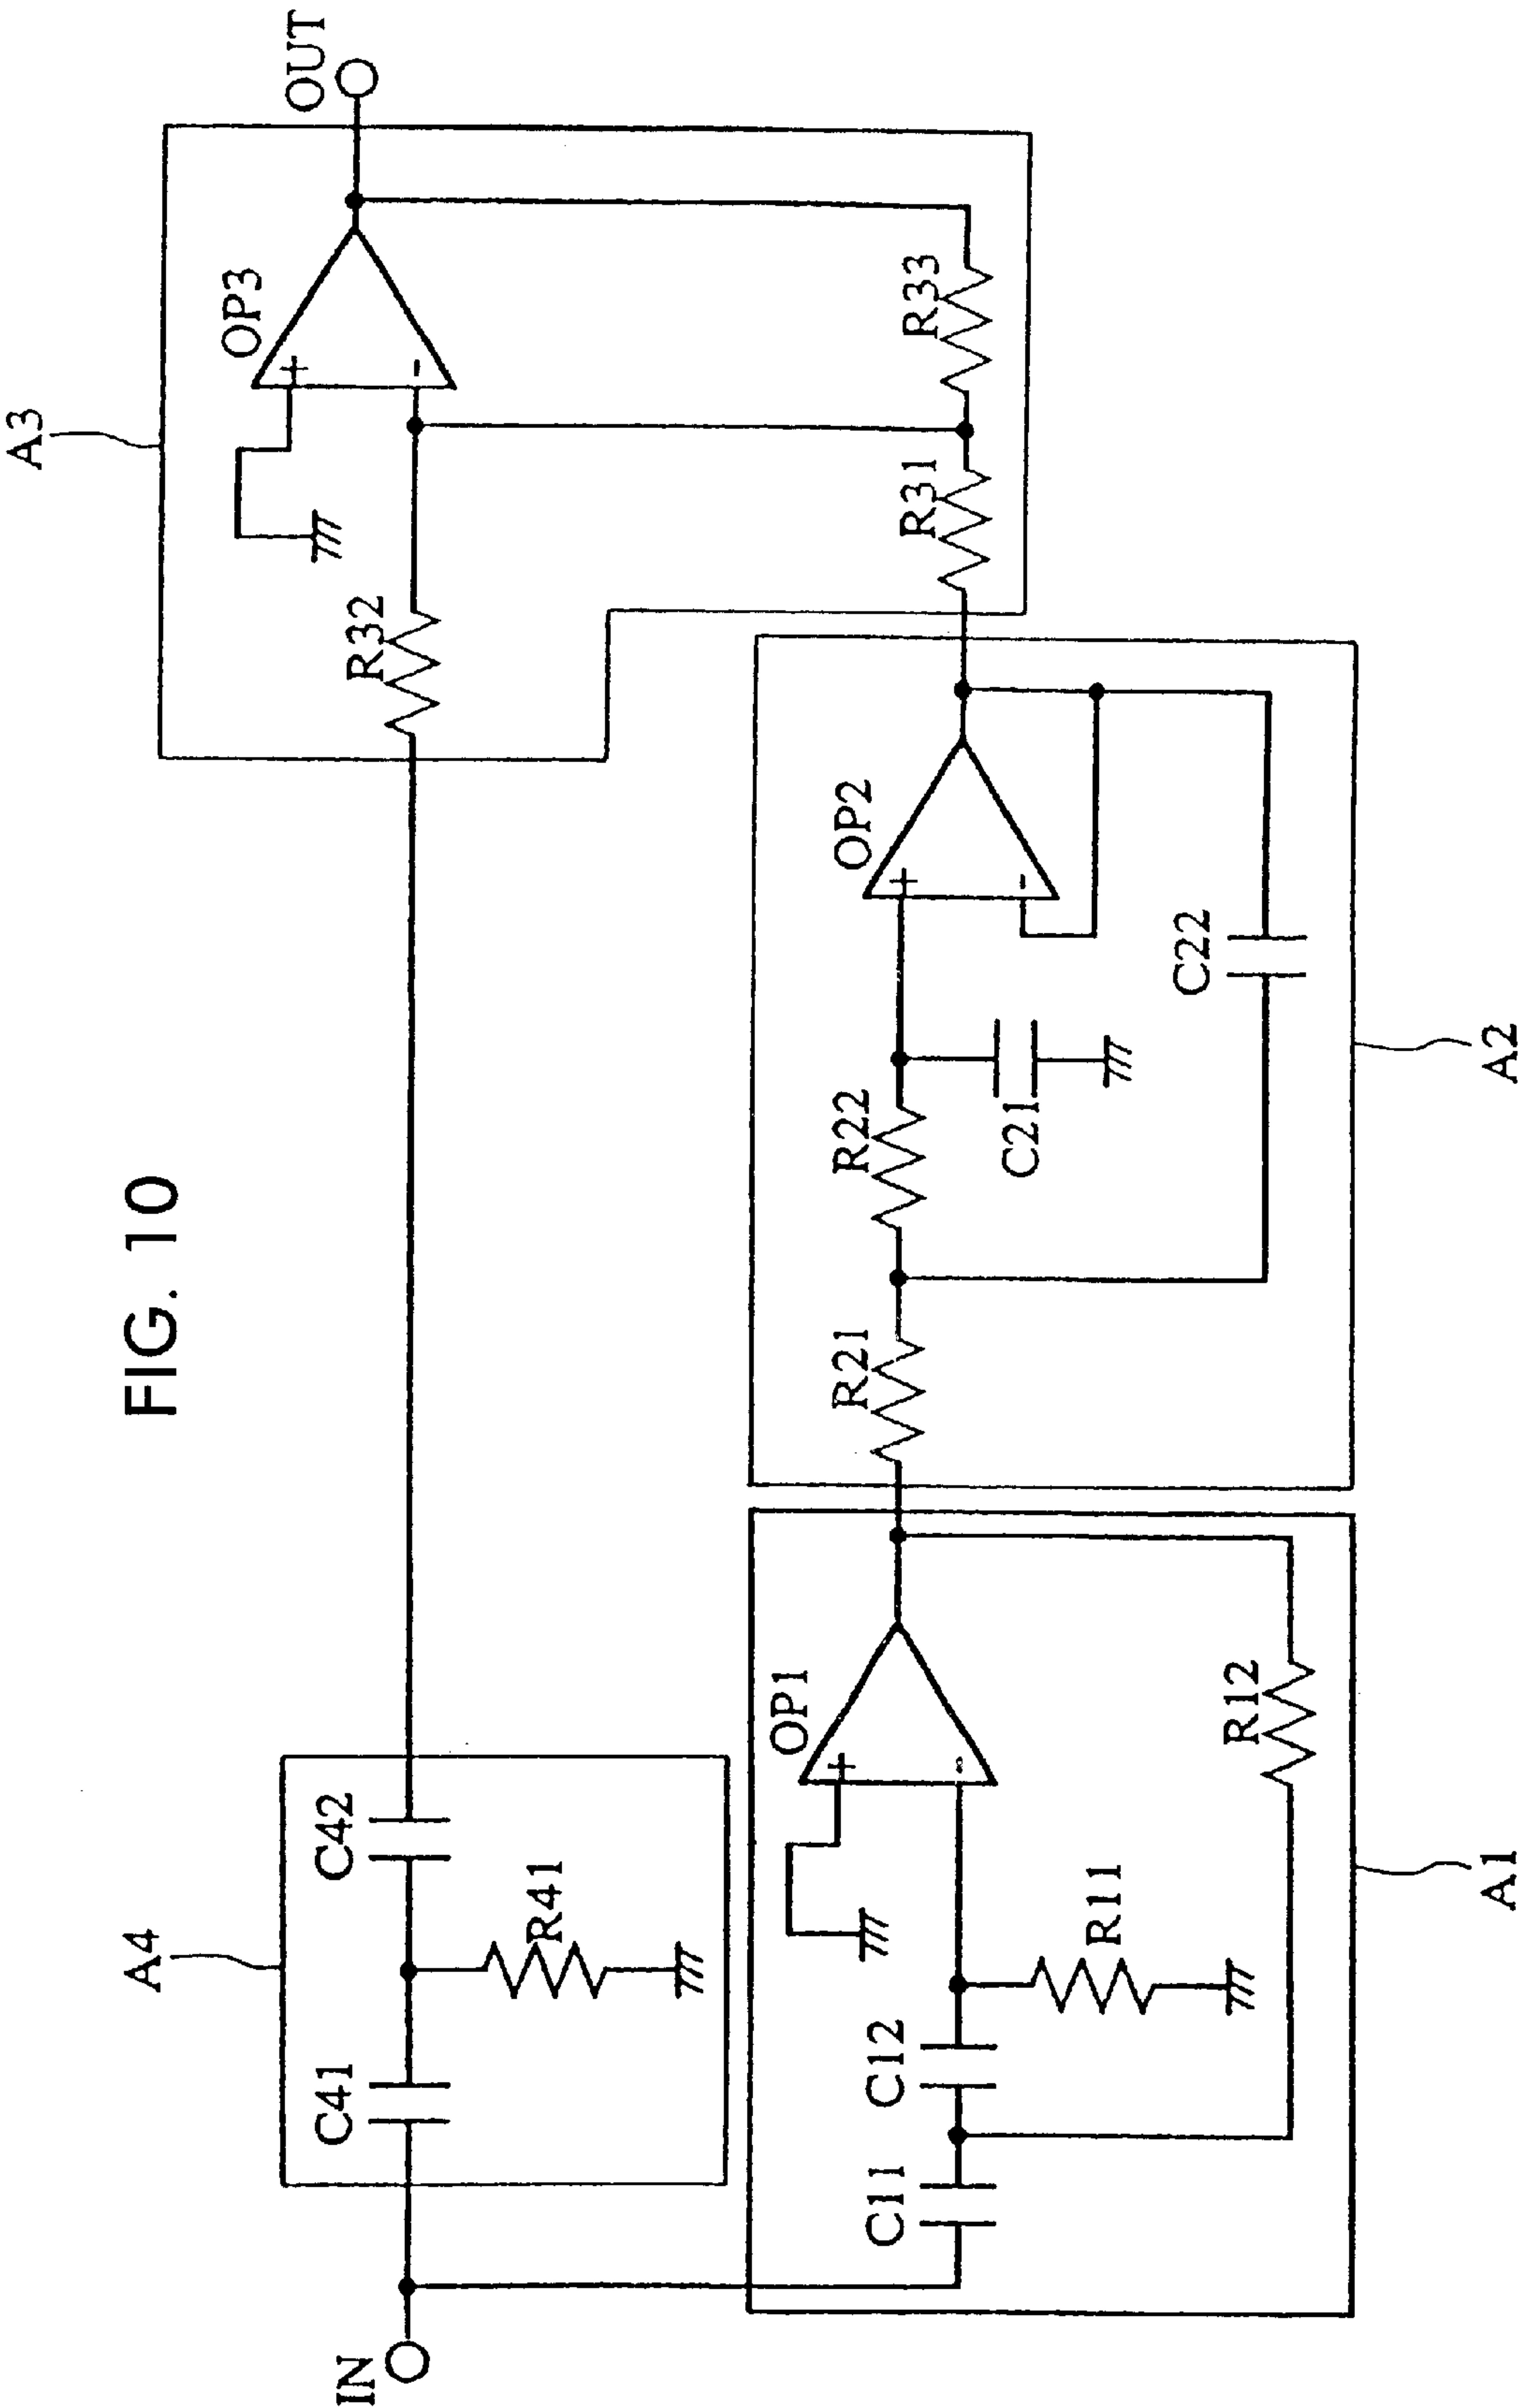 FIG. 10
A3
OUT
OP3
+
-
R32
R31
R33
A4
C41
C42
R41
IN
OP2
+
-
R21
R22
C21
C22
A2
OP1
+
-
C11
C12
R11
R12
A1